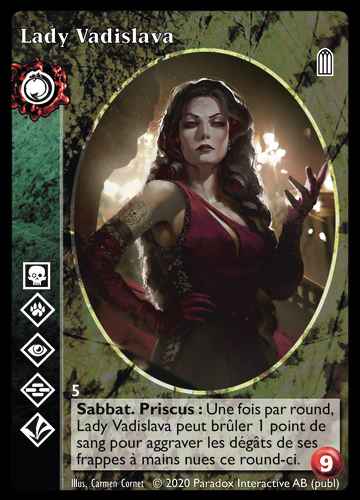 Lady Vadislava
5
Sabbat. Priscus : Une fois par round,
Lady Vadislava peut brûler 1 point de
sang pour aggraver les dégâts de ses
frappes à mains nues ce round-ci.
9
Illus, Carmen Cornet © 2020 Paradox Interactive AB (publ)